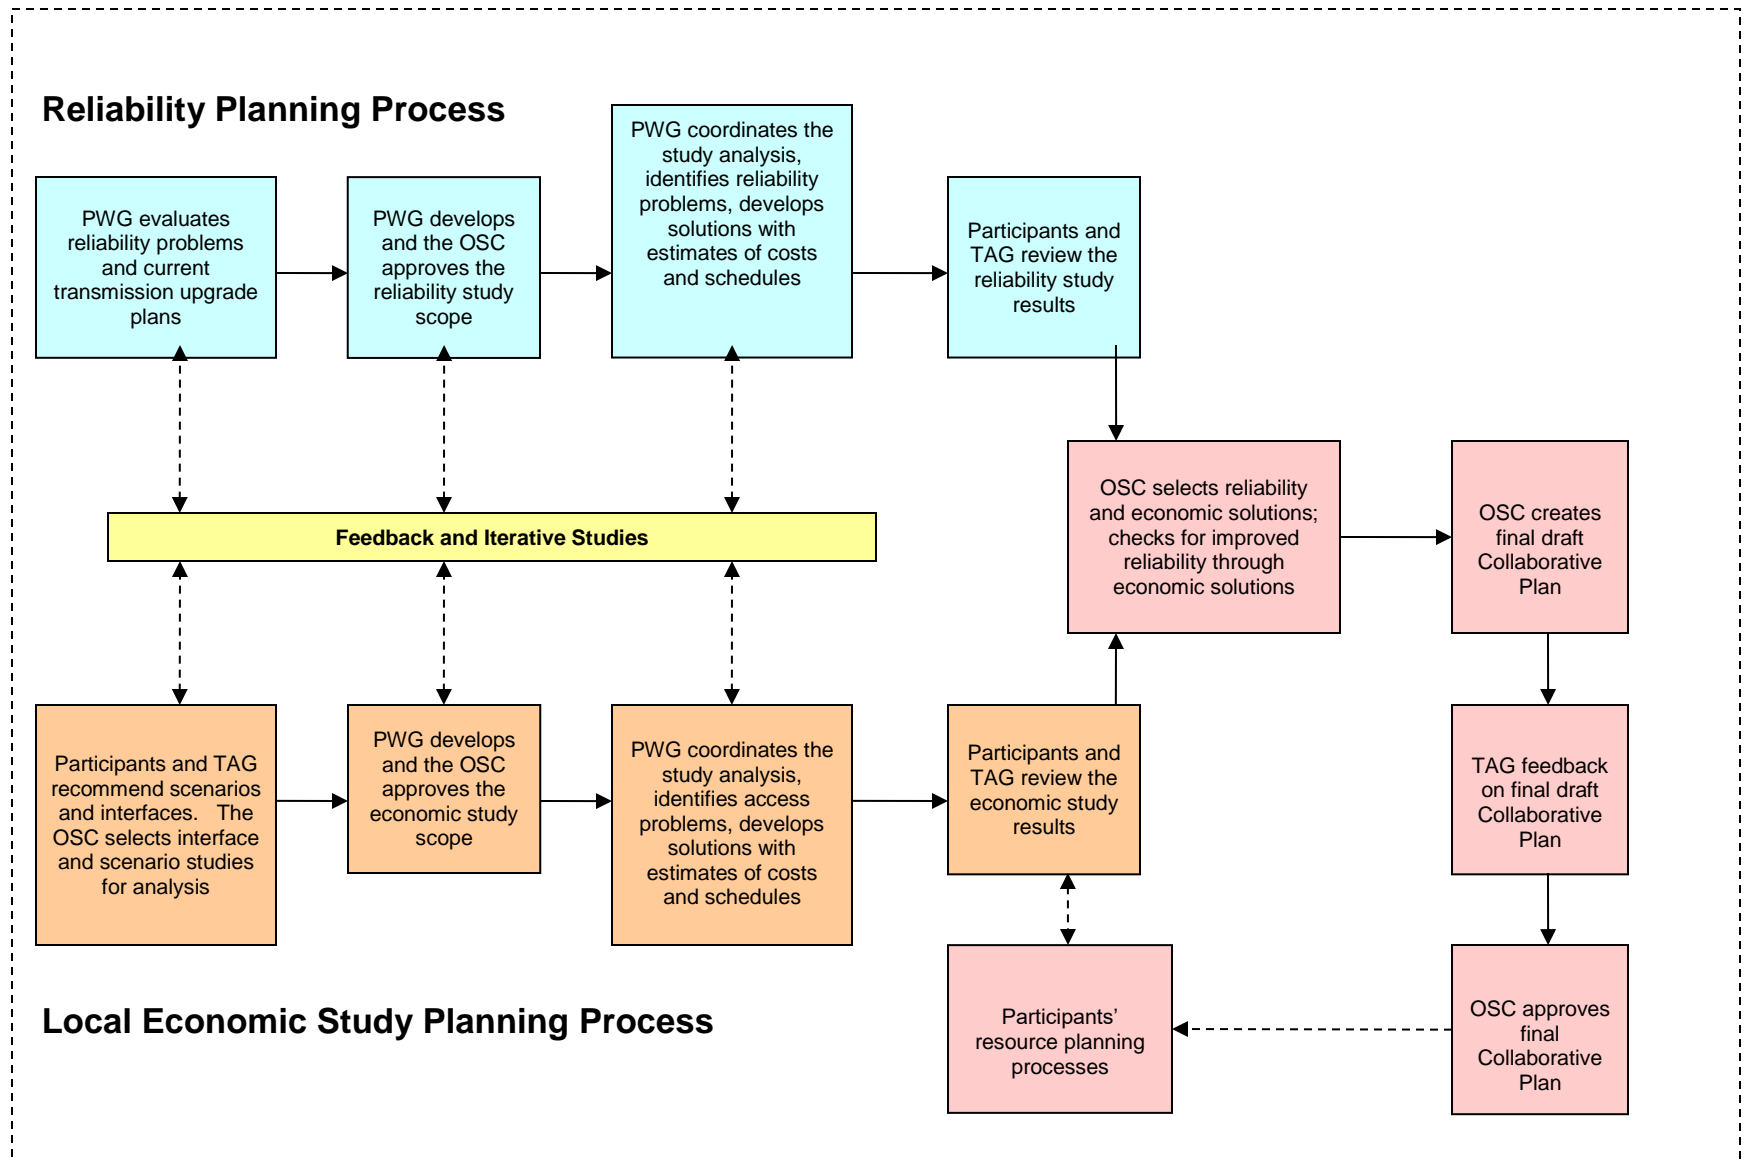 Reliability Planning Process
PWG evaluates
reliability problems
and current
transmission upgrade
plans
PWG develops
and the OSC
approves the
reliability study
scope
PWG coordinates the
study analysis,
identifies reliability
problems, develops
solutions with
estimates of costs
and schedules
Participants and
TAG review the
reliability study
results
Feedback and Iterative Studies
OSC selects reliability
and economic solutions;
checks for improved
reliability through
economic solutions
OSC creates
final draft
Collaborative
Plan
Participants and TAG
recommend scenarios
and interfaces.   The
OSC selects interface
and scenario studies
for analysis
PWG develops
and the OSC
approves the
economic study
scope
PWG coordinates the
study analysis,
identifies access
problems, develops
solutions with
estimates of costs
and schedules
Participants and
TAG review the
economic study
results
TAG feedback
on final draft
Collaborative
Plan
Local Economic Study Planning Process
Participants’
resource planning
processes
OSC approves
final
Collaborative
Plan